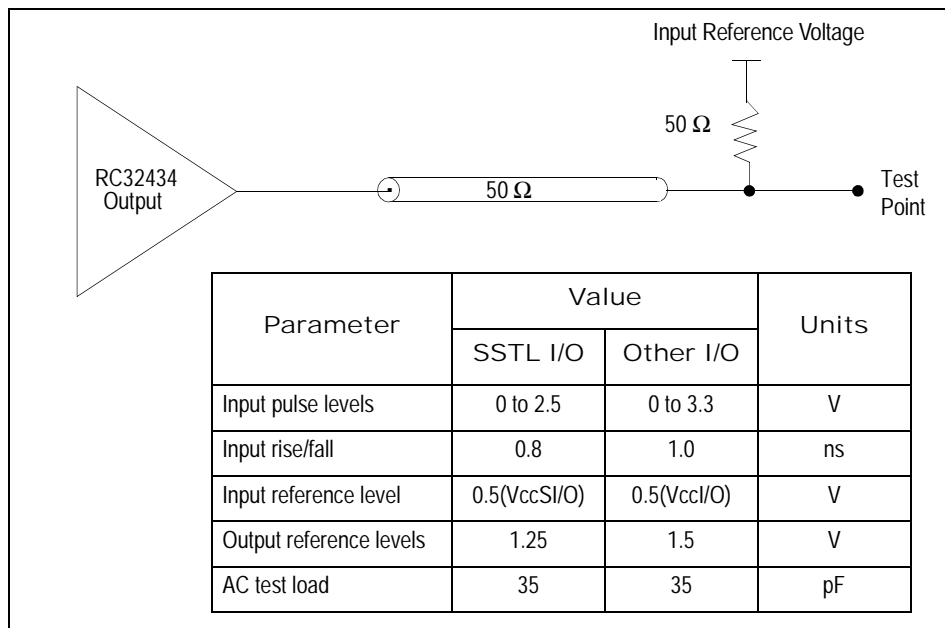 Input Reference Voltage
50 Ω
RC32434
Output
50 Ω
Test
Point
Parameter
Value
Units
SSTL I/O
Other I/O
Input pulse levels
0 to 2.5
0 to 3.3
V
Input rise/fall
0.8
1.0
ns
Input reference level
0.5(VccSI/O)
0.5(VccI/O)
V
Output reference levels
1.25
1.5
V
AC test load
35
35
pF